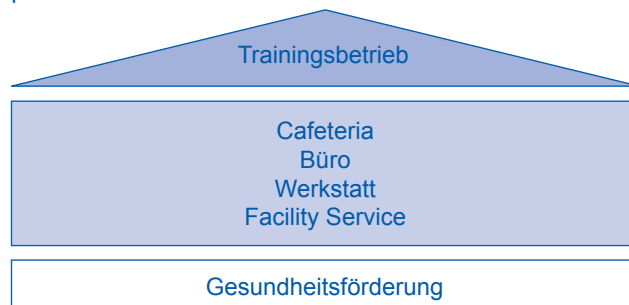 Trainingsbetrieb
Cafeteria
Büro
Werkstatt
Facility Service
Gesundheitsförderung